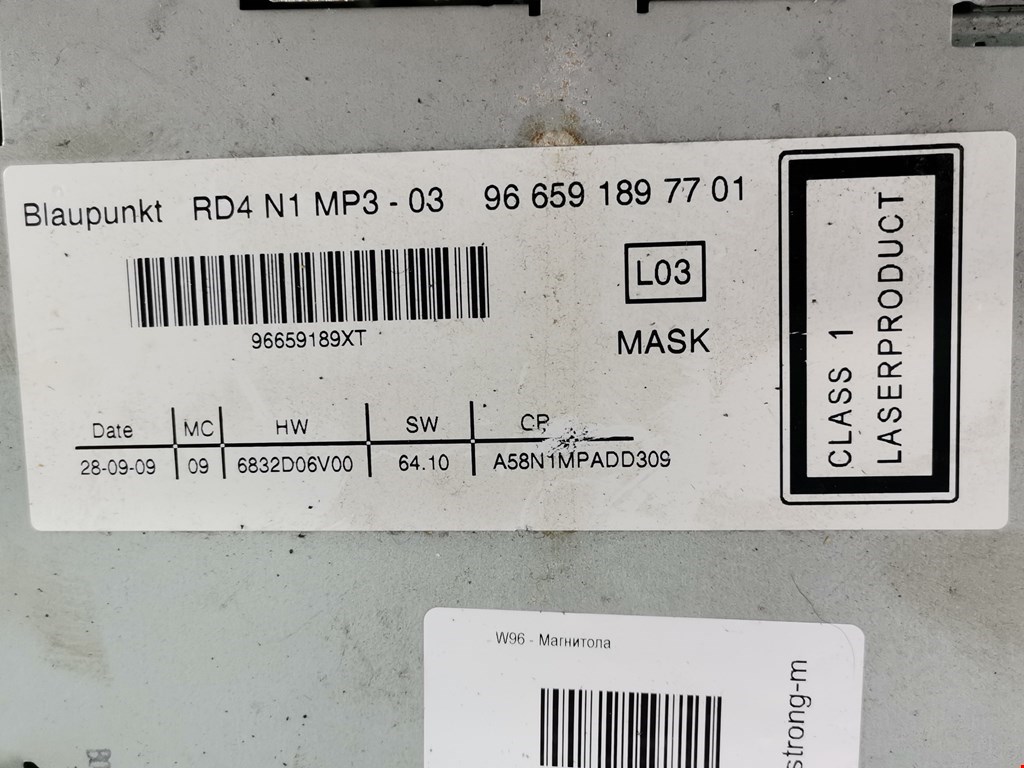 Blaupunkt RD4 N1 MP3 - 03 96 659 189 77 01
L03
96659189XT
MASK
Date MC HW SW
28-09-09 09 6832D06V00 64.10 A58N1MPADD309
CLASS 1
LASERPRODUCT
W96 - Магнитола
strong-m